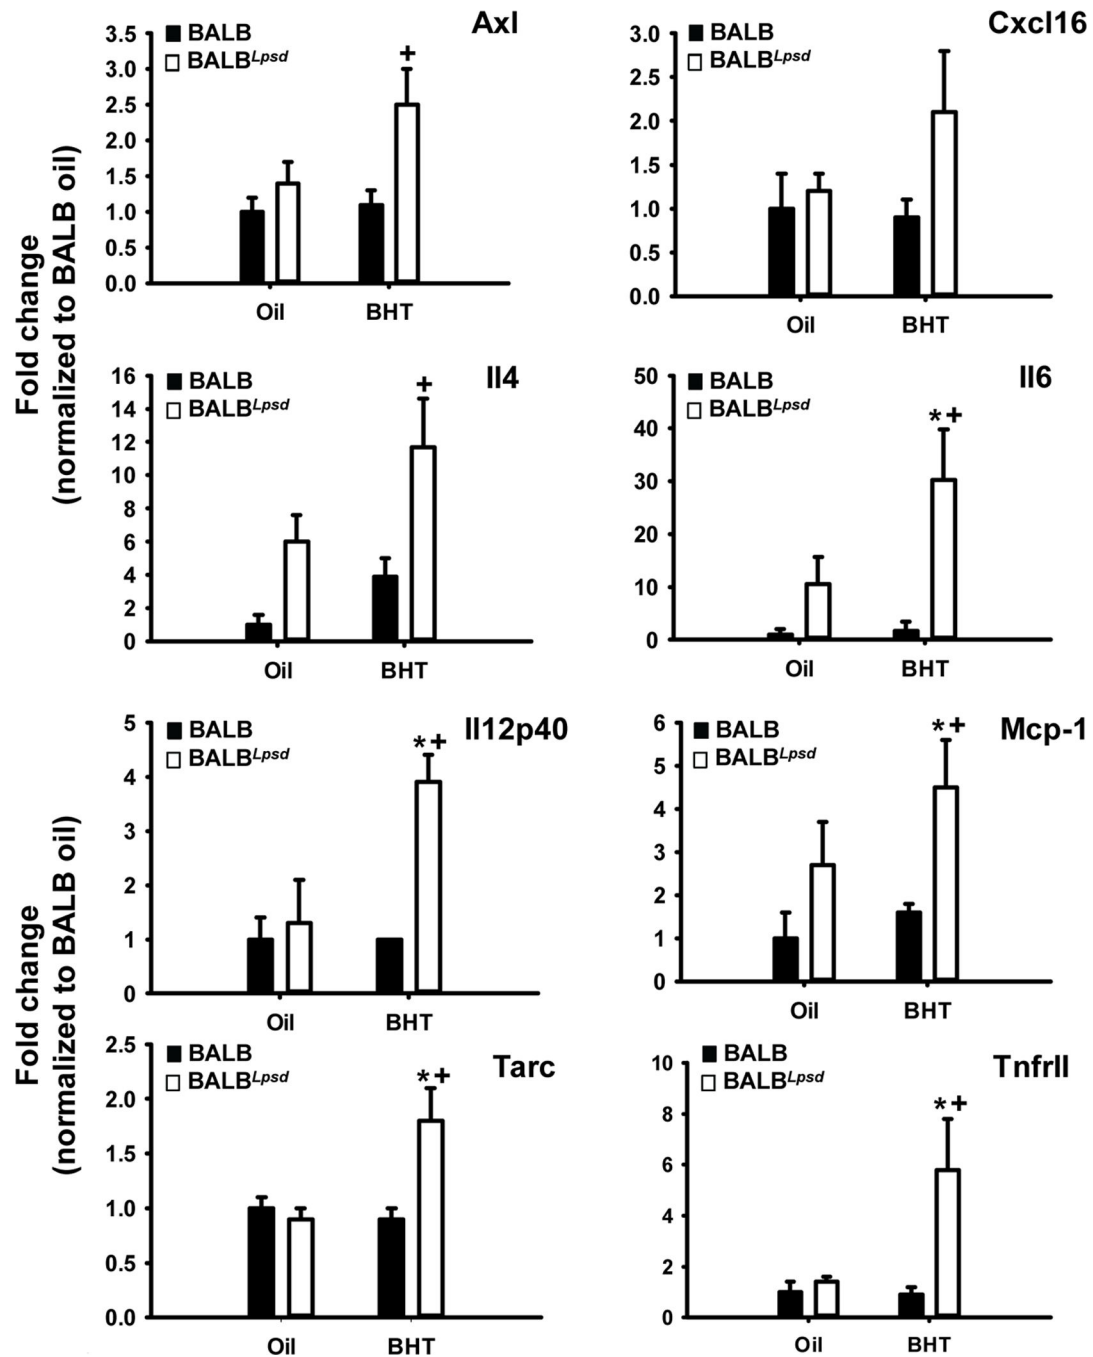 Axl
BALB
BALBLpsd
3.5
3.0
2.5
2.0
1.5
1.0
0.5
0.0
+
Oil BHT
Cxcl16
BALB
BALBLpsd
3.0
2.5
2.0
1.5
1.0
0.5
0.0
Oil BHT
Fold change
(normalized to BALB oil)
Il4
BALB
BALBLpsd
16
14
12
10
8
6
4
2
0
+
Oil BHT
Il6
BALB
BALBLpsd
50
40
30
20
10
0
*+
Oil BHT
Il12p40
BALB
BALBLpsd
5
4
3
2
1
0
*+
Oil BHT
Mcp-1
BALB
BALBLpsd
6
5
4
3
2
1
0
*+
Oil BHT
Fold change
(normalized to BALB oil)
Tarc
BALB
BALBLpsd
2.5
2.0
1.5
1.0
0.5
0.0
*+
Oil BHT
TnfrII
BALB
BALBLpsd
10
8
6
4
2
0
*+
Oil BHT